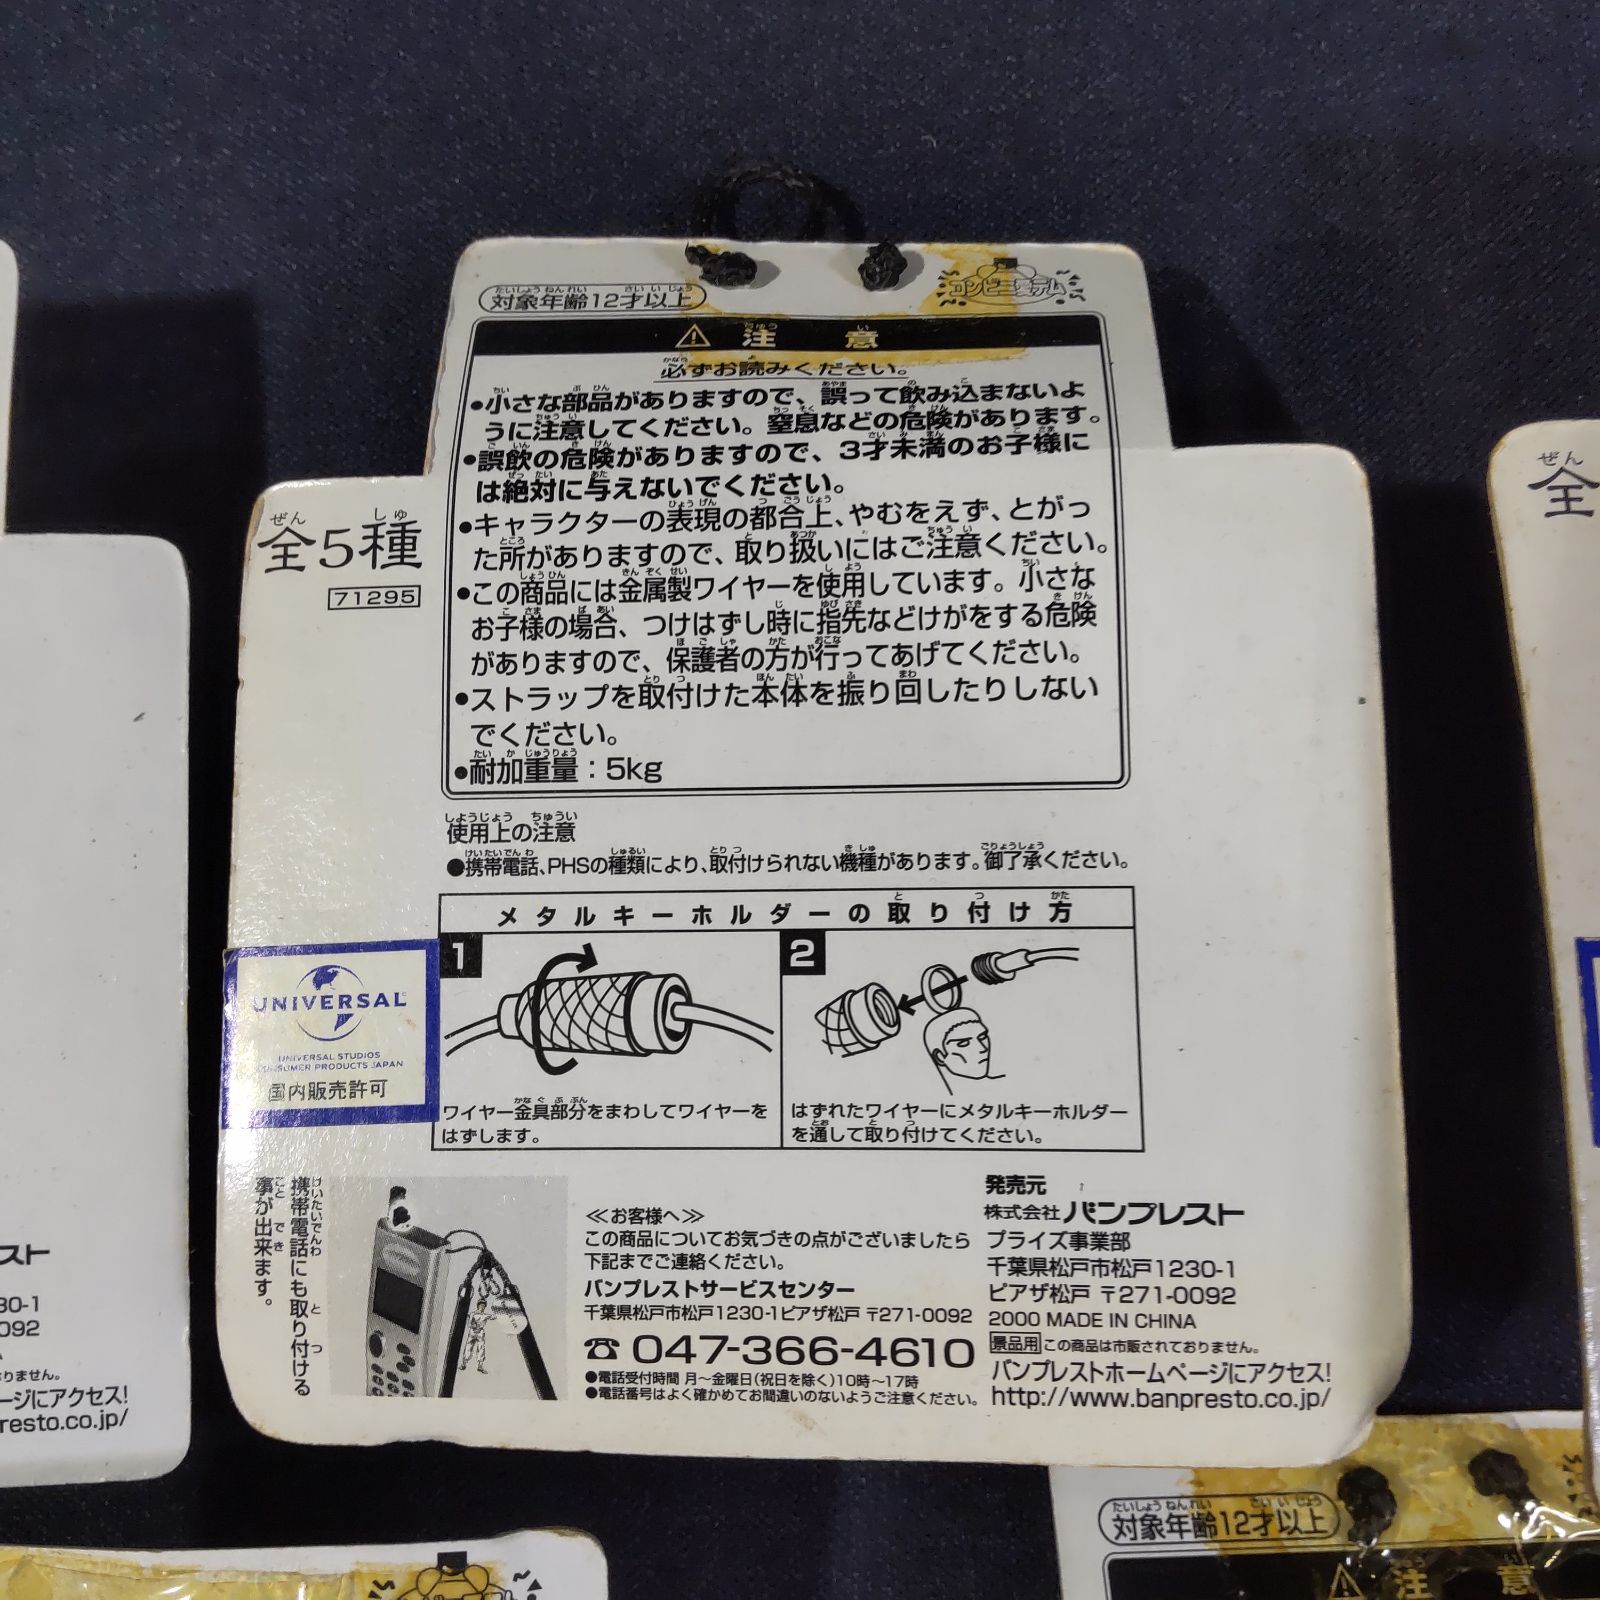 対象年齢12才以上
コンビニ
注意
必ずお読みください。
●小さな部品がありますので、誤って飲み込まないよ
うに注意してください。窒息などの危険があります。
●誤飲の危険がありますので、3才未満のお子様に
は絶対に与えないでください。
●キャラクターの表現の都合上、やむをえず、とがっ
た所がありますので、取り扱いにはご注意ください。
●この商品には金属製ワイヤーを使用しています。小さな
お子様の場合、つけはずし時に指先などけがをする危険
がありますので、保護者の方が行ってあげてください。
●ストラップを取付けた本体を振り回したりしない
でください。
●耐加重量：5kg
全5種
71295
使用上の注意
●携帯電話、PHSの種類により、取付けられない機種があります。御了承ください。
メタルキーホルダーの取り付け方
1
2
ワイヤー金具部分をまわしてワイヤーを
はずします。
はずれたワイヤーにメタルキーホルダー
を通して取り付けてください。
UNIVERSAL
UNIVERSAL STUDIOS
CONSUMER PRODUCTS JAPAN
国内販売許可
携帯電話にも取り付ける
事が出来ます。
≪お客様へ≫
この商品についてお気づきの点がございましたら
下記までご連絡ください。
バンプレストサービスセンター
千葉県松戸市松戸1230-1ピアザ松戸 〒271-0092
☎047-366-4610
●電話受付時間 月～金曜日(祝日を除く)10時～17時
●電話番号はよく確かめてお間違いのないようご注意ください。
発売元
株式会社バンプレスト
プライズ事業部
千葉県松戸市松戸1230-1
ピアザ松戸 〒271-0092
2000 MADE IN CHINA
景品用 この商品は市販されておりません。
バンプレストホームページにアクセス!
http://www.banpresto.co.jp/
スト
30-1
092
りません。
ージにアクセス!
resto.co.jp/
全
対象年齢12才以上
注意